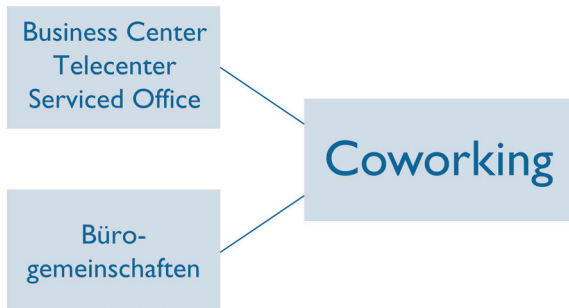 Business Center
Telecenter
Serviced Office
Coworking
Büro-
gemeinschaften